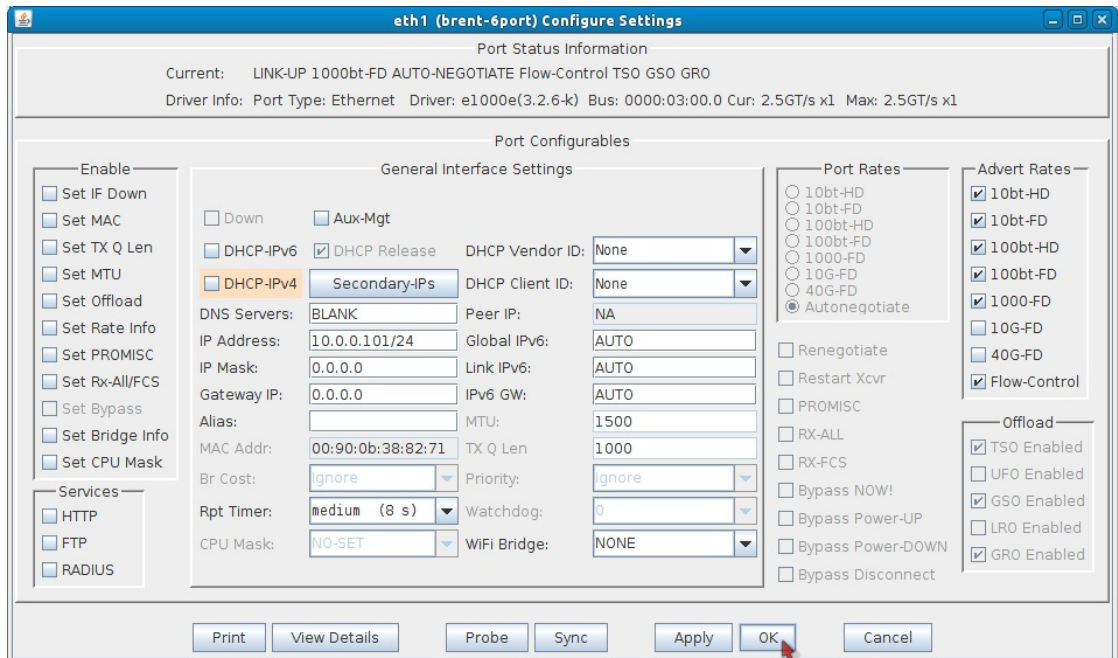 eth1 (brent-6port) Configure Settings
Port Status Information
Current: LINK-UP 1000bt-FD AUTO-NEGOTIATE Flow-Control TSO GSO GRO
Driver Info: Port Type: Ethernet Driver: e1000e(3.2.6-k) Bus: 0000:03:00.0 Cur: 2.5GT/s x1 Max: 2.5GT/s x1
Port Configurables
Enable
Set IF Down
Set MAC
Set TX Q Len
Set MTU
Set Offload
Set Rate Info
Set PROMISC
Set Rx-All/FCS
Set Bypass
Set Bridge Info
Set CPU Mask
Services
HTTP
FTP
RADIUS
General Interface Settings
Down Aux-Mgt
DHCP-IPv6 DHCP Release DHCP Vendor ID: None
DHCP-IPv4 Secondary-IPs DHCP Client ID: None
DNS Servers: BLANK Peer IP: NA
IP Address: 10.0.0.101/24 Global IPv6: AUTO
IP Mask: 0.0.0.0 Link IPv6: AUTO
Gateway IP: 0.0.0.0 IPv6 GW: AUTO
Alias: MTU: 1500
MAC Addr: 00:90:0b:38:82:71 TX Q Len 1000
Br Cost: Ignore Priority: Ignore
Rpt Timer: medium (8 s) Watchdog: 0
CPU Mask: NO-SET WiFi Bridge: NONE
Port Rates
10bt-HD
10bt-FD
100bt-HD
100bt-FD
1000-FD
10G-FD
40G-FD
Autonegotiate
Renegotiate
Restart Xcvr
PROMISC
RX-ALL
RX-FCS
Bypass NOW!
Bypass Power-UP
Bypass Power-DOWN
Bypass Disconnect
Advert Rates
10bt-HD
10bt-FD
100bt-HD
100bt-FD
1000-FD
10G-FD
40G-FD
Flow-Control
Offload
TSO Enabled
UFO Enabled
GSO Enabled
LRO Enabled
GRO Enabled
Print View Details Probe Sync Apply OK Cancel